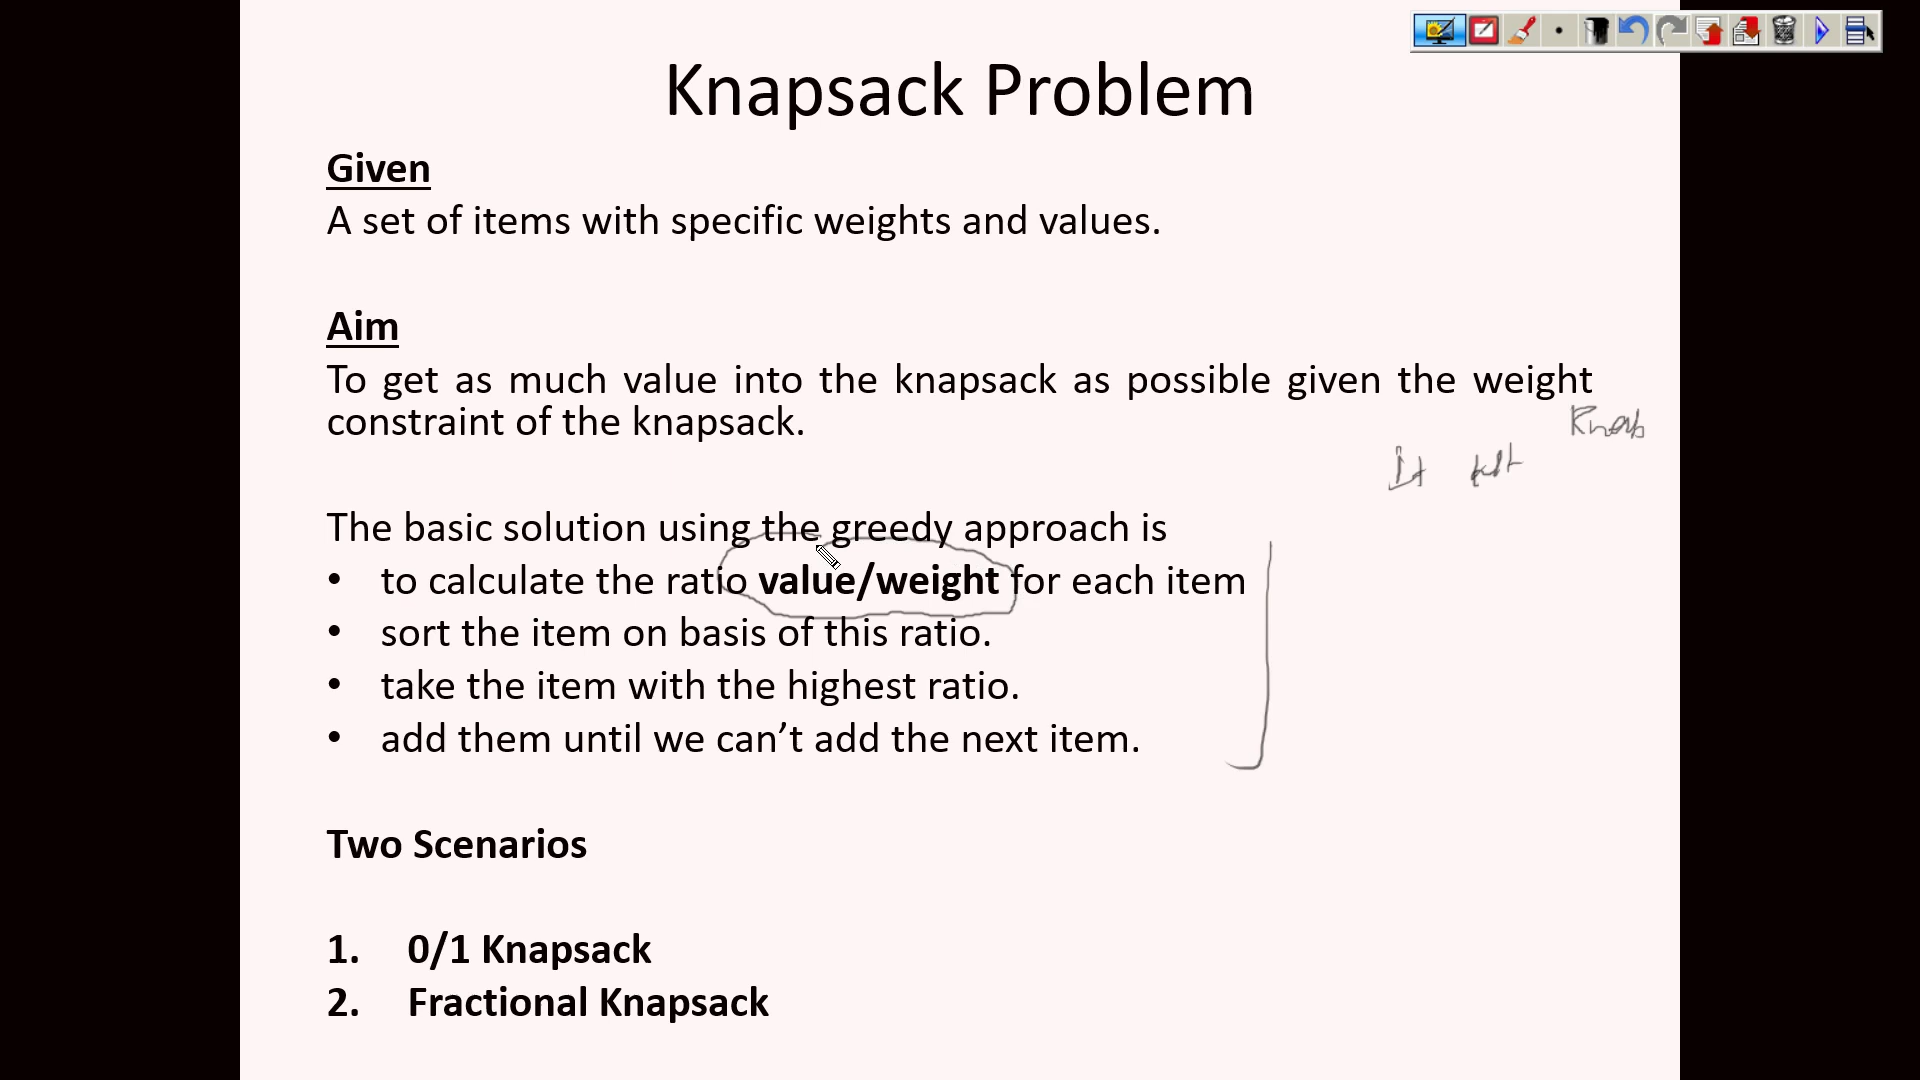 Knapsack Problem
Given
A set of items with specific weights and values.
Aim
To get as much value into the knapsack as possible given the weight
constraint of the knapsack.
The basic solution using the greedy approach is
• to calculate the ratio value/weight for each item
• sort the item on basis of this ratio.
• take the item with the highest ratio.
• add them until we can’t add the next item.
Two Scenarios
1. 0/1 Knapsack
2. Fractional Knapsack